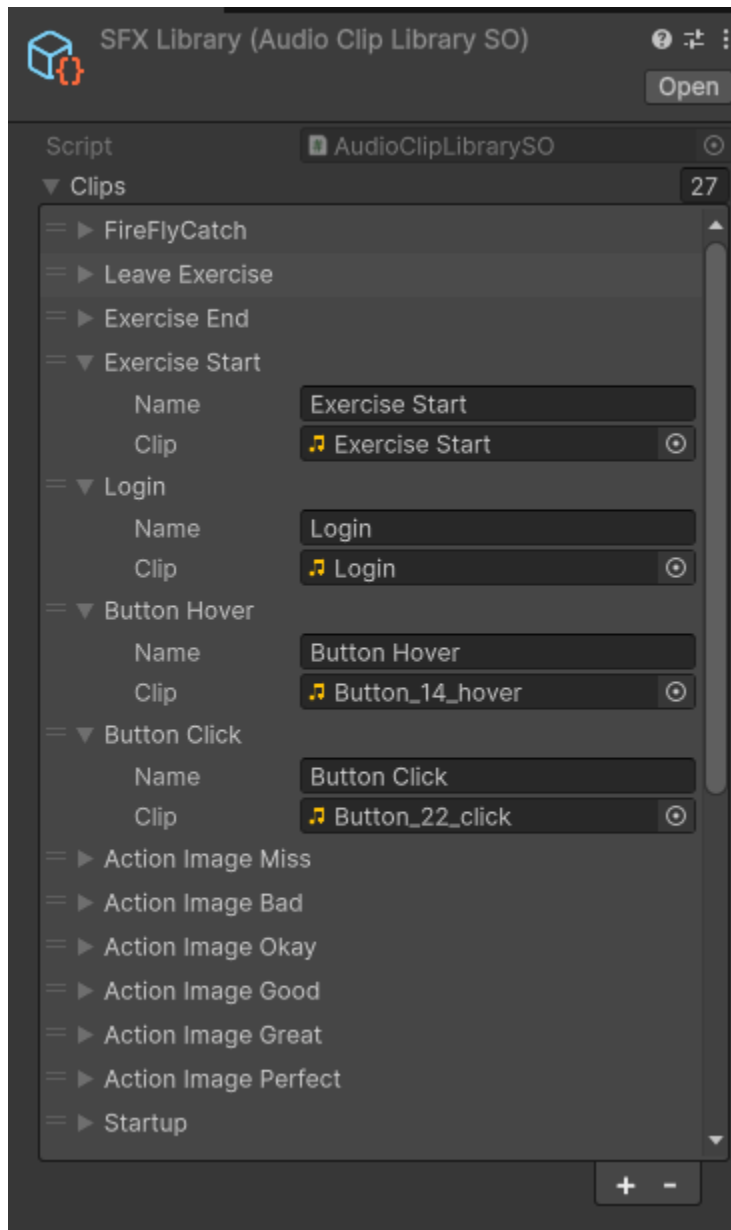 SFX Library (Audio Clip Library SO)
Open
Script AudioClipLibrarySO
Clips 27
FireFlyCatch
Leave Exercise
Exercise End
Exercise Start
Name Exercise Start
Clip Exercise Start
Login
Name Login
Clip Login
Button Hover
Name Button Hover
Clip Button_14_hover
Button Click
Name Button Click
Clip Button_22_click
Action Image Miss
Action Image Bad
Action Image Okay
Action Image Good
Action Image Great
Action Image Perfect
Startup